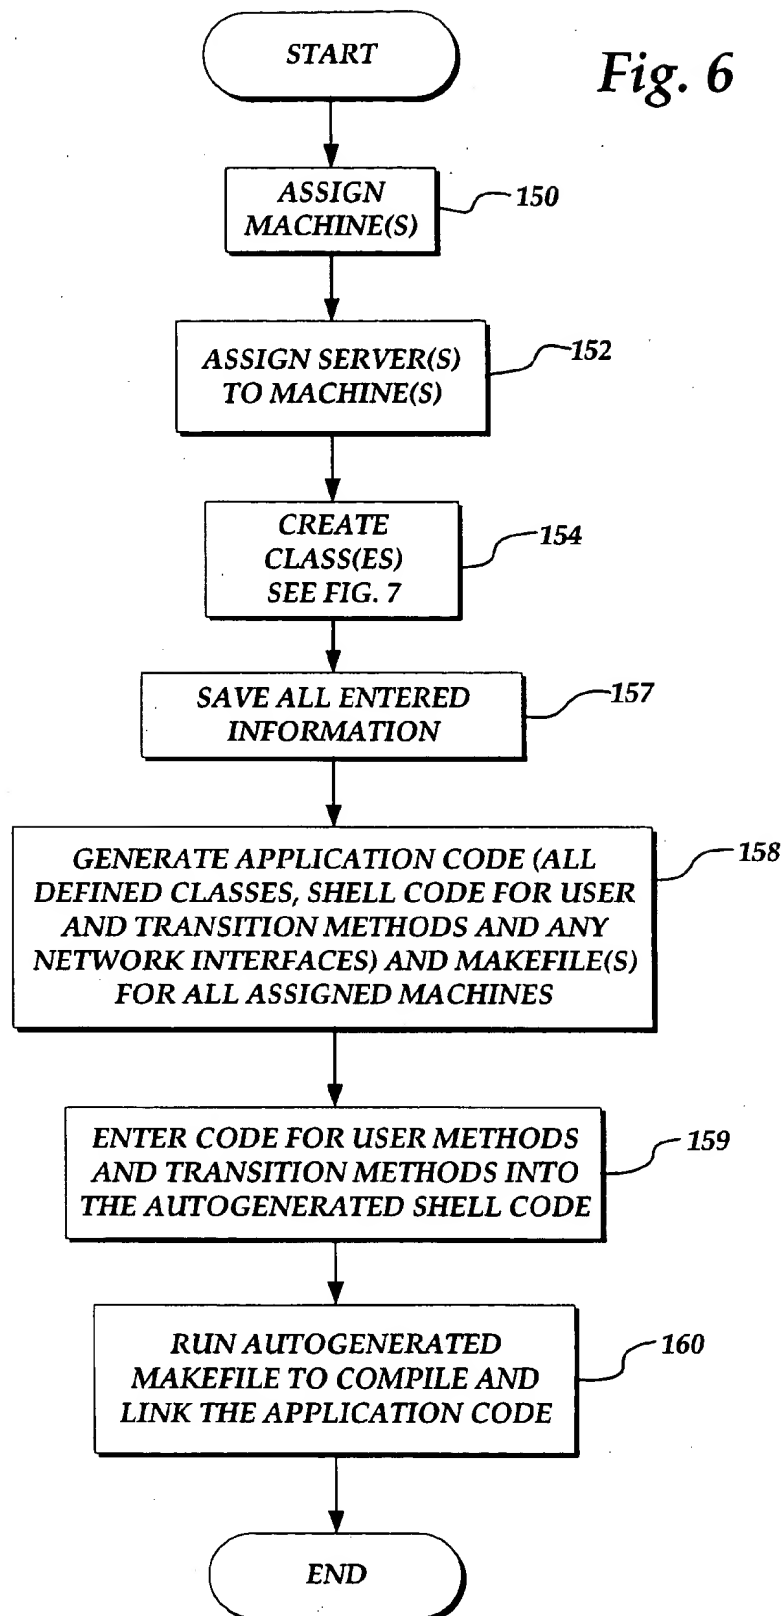 START
Fig. 6
ASSIGN
MACHINE(S)
150
ASSIGN SERVER(S)
TO MACHINE(S)
152
CREATE
CLASS(ES)
SEE FIG. 7
154
SAVE ALL ENTERED
INFORMATION
157
GENERATE APPLICATION CODE (ALL
DEFINED CLASSES, SHELL CODE FOR USER
AND TRANSITION METHODS AND ANY
NETWORK INTERFACES) AND MAKEFILE(S)
FOR ALL ASSIGNED MACHINES
158
ENTER CODE FOR USER METHODS
AND TRANSITION METHODS INTO
THE AUTOGENERATED SHELL CODE
159
RUN AUTOGENERATED
MAKEFILE TO COMPILE AND
LINK THE APPLICATION CODE
160
END